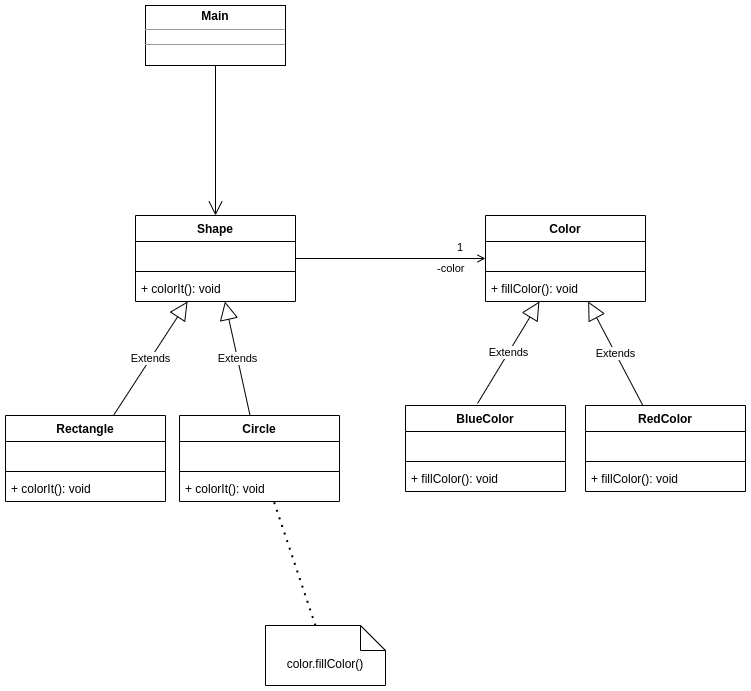 Main
Shape
+ colorIt(): void
1
-color
Color
+ fillColor(): void
Extends
Extends
Extends
Extends
Rectangle
+ colorIt(): void
Circle
+ colorIt(): void
BlueColor
+ fillColor(): void
RedColor
+ fillColor(): void
color.fillColor()